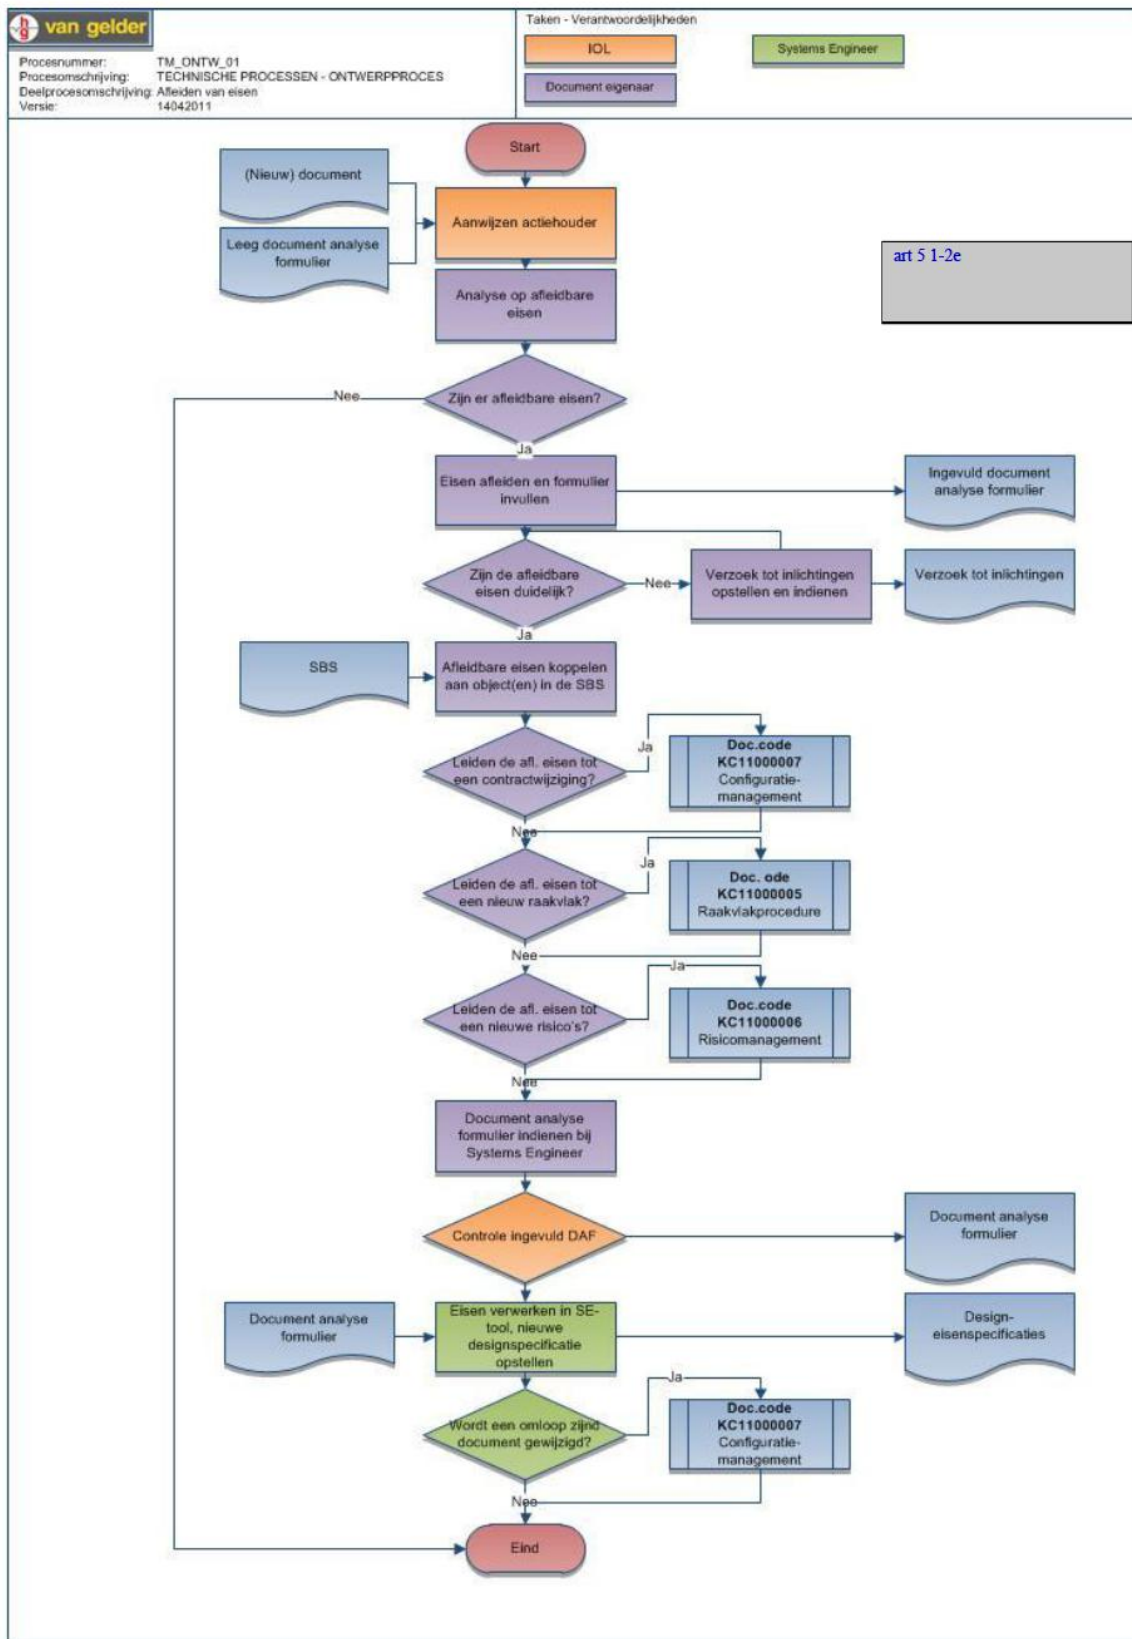 hg van gelder
Procesnummer: TM_ONTW_01
Procesomschrijving: TECHNISCHE PROCESSEN - ONTWERPPROCES
Deelprocesomschrijving: Afleiden van eisen
Versie: 14042011
Taken - Verantwoordelijkheden
IOL
Systems Engineer
Document eigenaar
Start
(Nieuw) document
Aanwijzen actiehouder
Leeg document analyse
formulier
art 5 1-2e
Analyse op afleidbare
eisen
Nee
Zijn er afleidbare eisen?
Ja
Eisen afleiden en formulier
invullen
Ingevuld document
analyse formulier
Zijn de afleidbare
eisen duidelijk?
Nee
Verzoek tot inlichtingen
opstellen en indienen
Verzoek tot inlichtingen
Ja
SBS
Afleidbare eisen koppelen
aan object(en) in de SBS
Leiden de afl. eisen tot
een contractwijziging?
Ja
Doc.code
KC11000007
Configuratie-
management
Nee
Leiden de afl. eisen tot
een nieuw raakvlak?
Ja
Doc. ode
KC11000005
Raakvlakprocedure
Nee
Leiden de afl. eisen tot
een nieuwe risico's?
Ja
Doc.code
KC11000006
Risicomanagement
Nee
Document analyse
formulier indienen bij
Systems Engineer
Controle ingevuld DAF
Document analyse
formulier
Document analyse
formulier
Eisen verwerken in SE-
tool, nieuwe
designspecificatie
opstellen
Design-
eisenspecificaties
Wordt een omloop zijnd
document gewijzigd?
Ja
Doc.code
KC11000007
Configuratie-
management
Nee
Eind